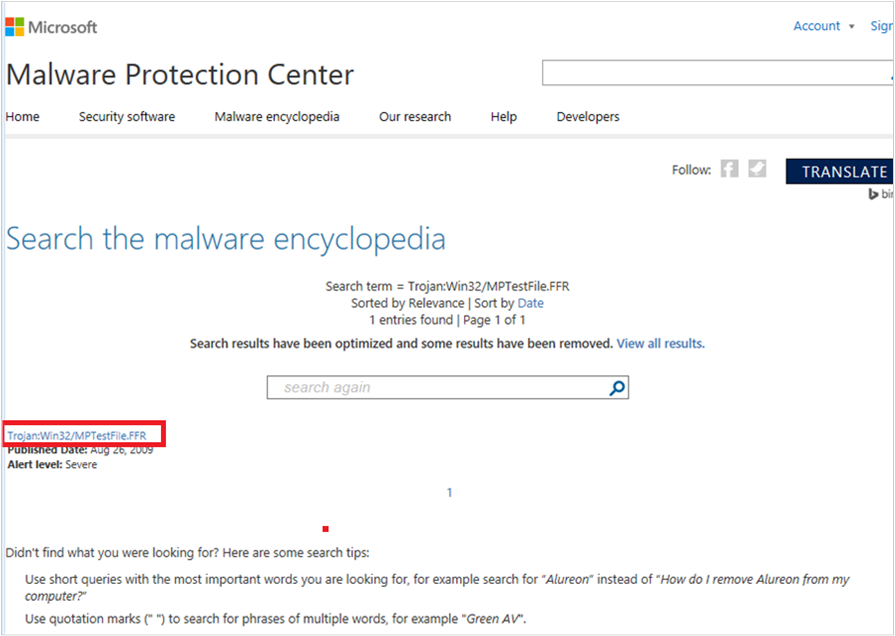 Microsoft
Account
Malware Protection Center
Home Security software Malware encyclopedia Our research Help Developers
Follow:
TRANSLATE
Search the malware encyclopedia
Search term = Trojan:Win32/MPTestFile.FFR
Sorted by Relevance | Sort by Date
1 entries found | Page 1 of 1
Search results have been optimized and some results have been removed. View all results.
search again
Trojan:Win32/MPTestFile.FFR
Published Date: Aug 26, 2009
Alert level: Severe
1
Didn't find what you were looking for? Here are some search tips:
Use short queries with the most important words you are looking for, for example search for "Alureon" instead of "How do I remove Alureon from my
computer?"
Use quotation marks (" ") to search for phrases of multiple words, for example "Green AV".